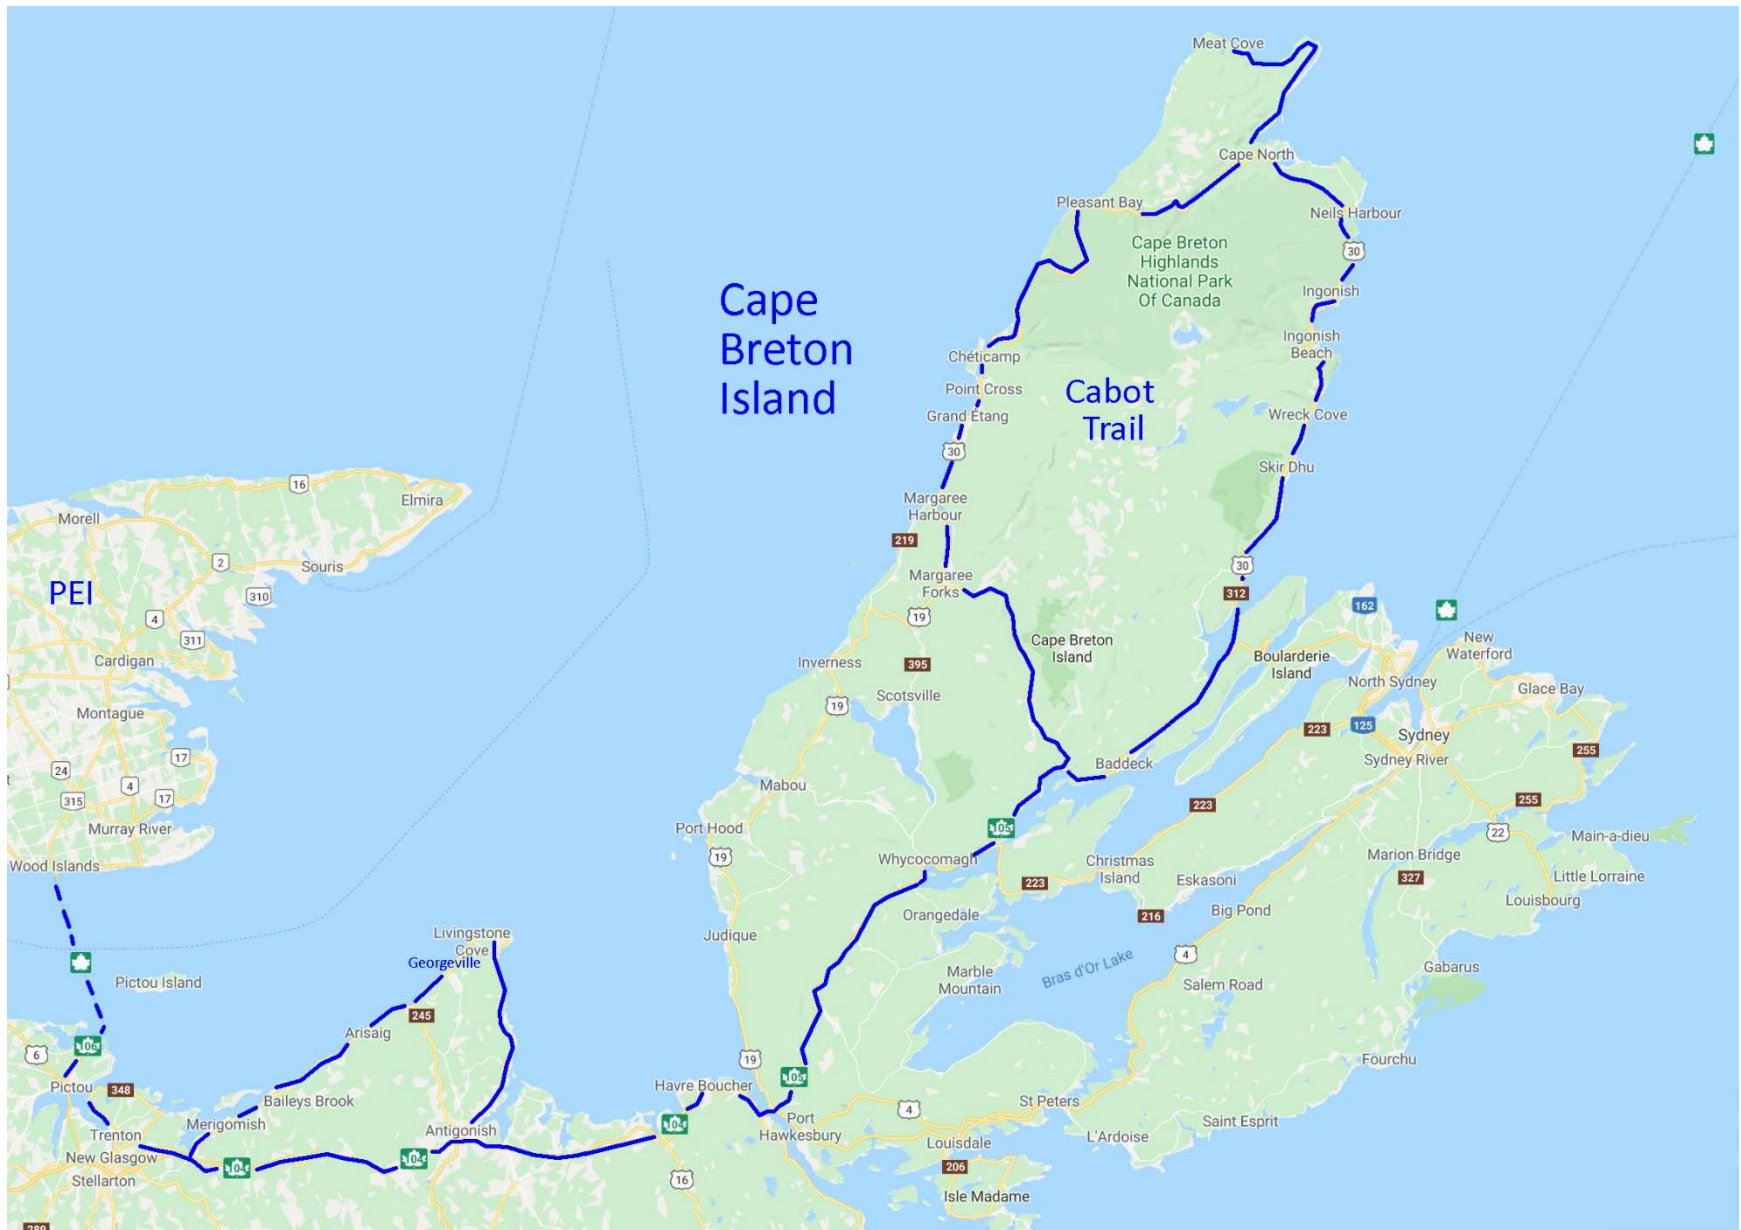 Meat Cove
Cape North
Pleasant Bay
Neils Harbour
Cape Breton
Highlands
National Park
Of Canada
30
Ingonish
Cape
Breton
Island
Ingonish
Beach
Chéticamp
Point Cross
Cabot
Trail
Grand Étang
Wreck Cove
30
Skir Dhu
16
Elmira
Morell
Margaree
Harbour
219
2
Souris
30
PEI
310
Margaree
Forks
312
162
4
19
311
New
Waterford
Cardigan
Cape Breton
Island
Boularderie
Island
Inverness
395
North Sydney
Scotsville
Glace Bay
Montague
19
223
125
Sydney
255
17
Baddeck
Sydney River
24
4
Mabou
315
17
223
255
Murray River
Port Hood
105
22
Main-a-dieu
19
Wood Islands
Whycocomagh
Christmas
Island
Marion Bridge
223
Eskasoni
327
Little Lorraine
Orangedale
216
Big Pond
Louisbourg
Livingstone
Cove
Judique
4
Georgeville
Bras d'Or Lake
Gabarus
Pictou Island
Marble
Mountain
Salem Road
245
Arisaig
106
6
19
Fourchu
Pictou
348
Havre Boucher
105
Baileys Brook
St Peters
4
Merigomish
104
Port
Hawkesbury
Saint Esprit
Trenton
Antigonish
L'Ardoise
Louisdale
New Glasgow
104
104
206
Stellarton
16
Isle Madame
289